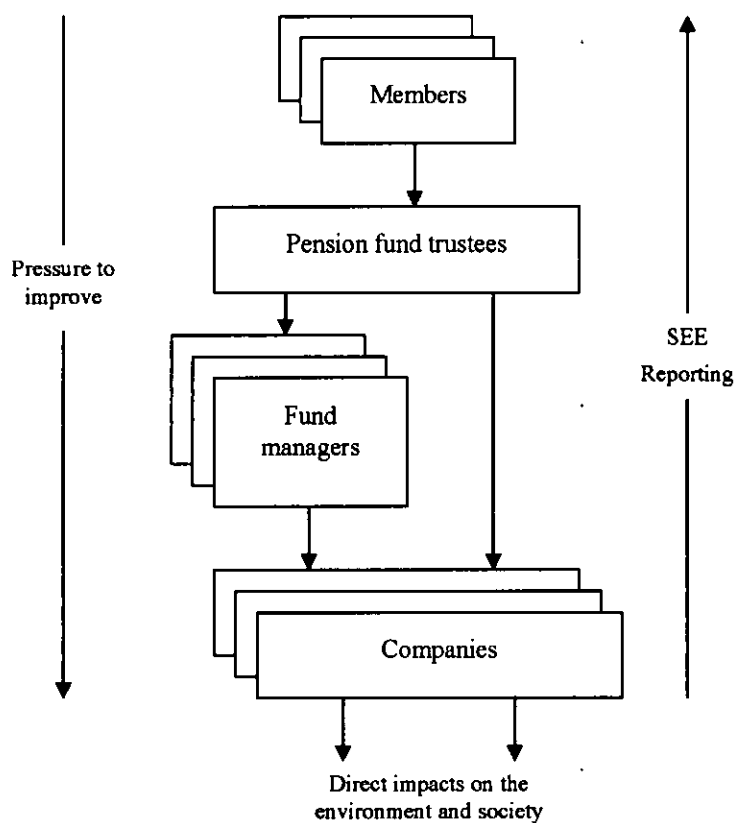 Members
Pension fund trustees
Pressure to
improve
SEE
Reporting
Fund
managers
Companies
Direct impacts on the
environment and society